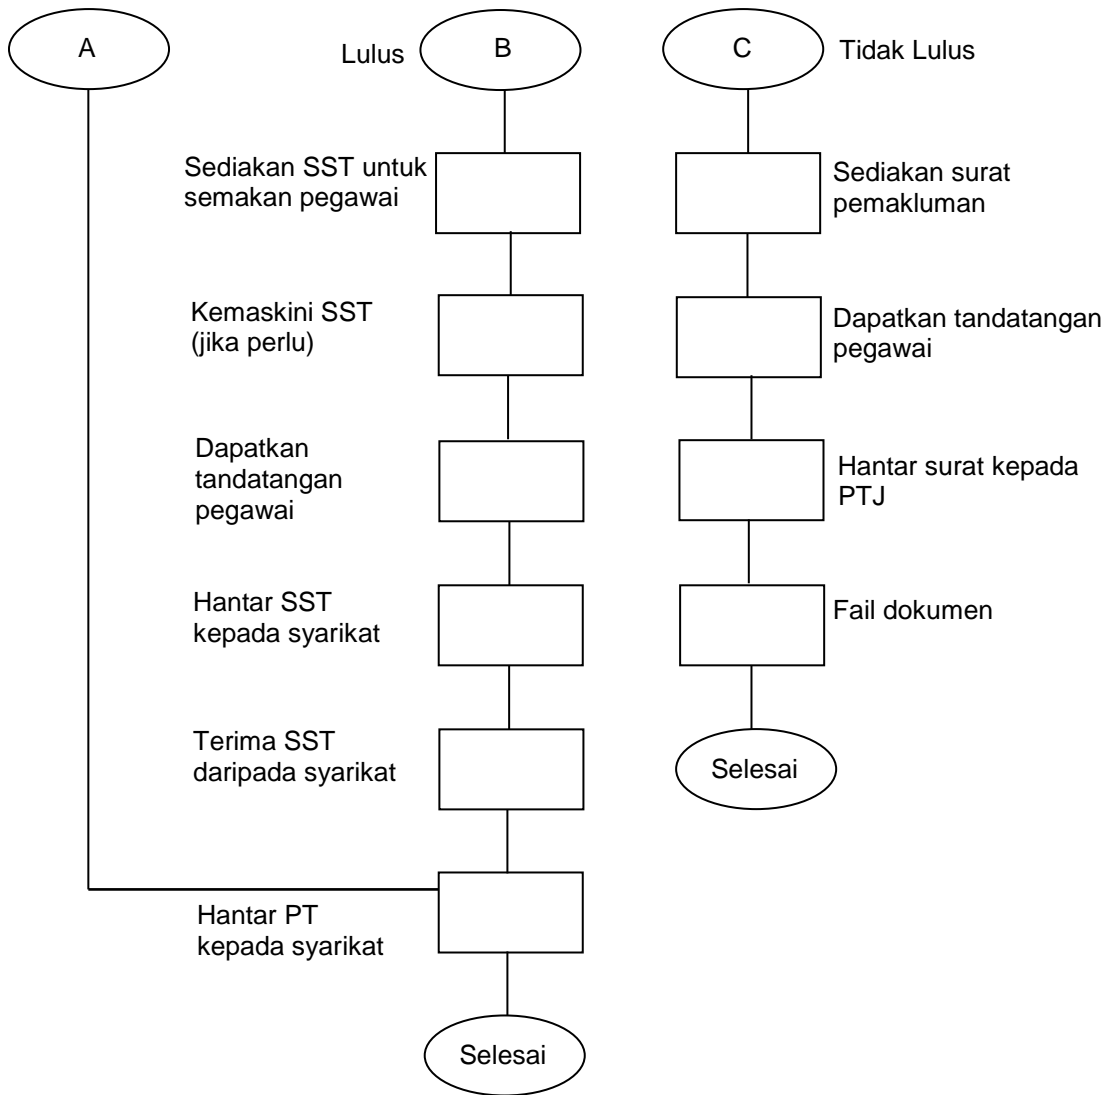 A
Lulus
B
C
Tidak Lulus
Sediakan SST untuk
semakan pegawai
Sediakan surat
pemakluman
Kemaskini SST
(jika perlu)
Dapatkan tandatangan
pegawai
Dapatkan
tandatangan
pegawai
Hantar surat kepada
PTJ
Hantar SST
kepada syarikat
Fail dokumen
Terima SST
daripada syarikat
Selesai
Hantar PT
kepada syarikat
Selesai